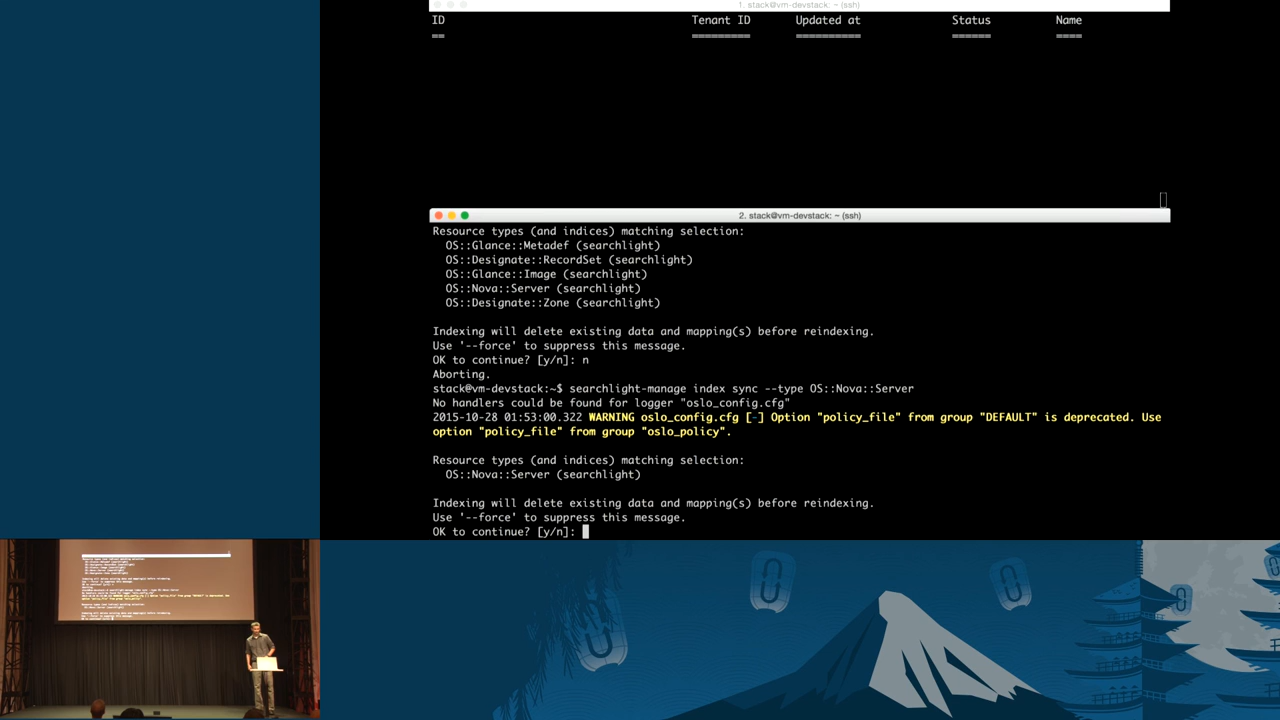 1. stack@vm-devstack: ~ (ssh)
ID Tenant ID Updated at Status Name
== ========= ========== ====== ====
2. stack@vm-devstack: ~ (ssh)
Resource types (and indices) matching selection:
OS::Glance::Metadef (searchlight)
OS::Designate::RecordSet (searchlight)
OS::Glance::Image (searchlight)
OS::Nova::Server (searchlight)
OS::Designate::Zone (searchlight)
Indexing will delete existing data and mapping(s) before reindexing.
Use '--force' to suppress this message.
OK to continue? [y/n]: n
Aborting.
stack@vm-devstack:~$ searchlight-manage index sync --type OS::Nova::Server
No handlers could be found for logger "oslo_config.cfg"
2015-10-28 01:53:00.322 WARNING oslo_config.cfg [-] Option "policy_file" from group "DEFAULT" is deprecated. Use
option "policy_file" from group "oslo_policy".
Resource types (and indices) matching selection:
OS::Nova::Server (searchlight)
Indexing will delete existing data and mapping(s) before reindexing.
Use '--force' to suppress this message.
OK to continue? [y/n]: